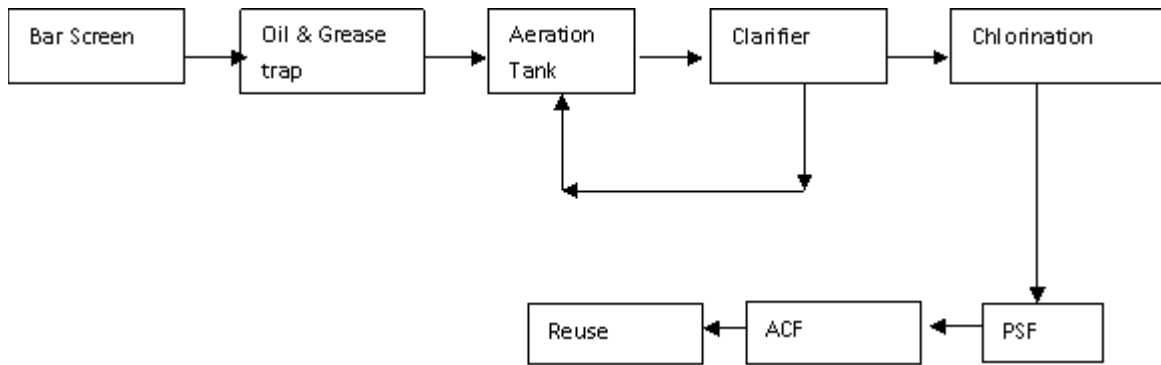 Bar Screen
Oil & Grease
trap
Aeration
Tank
Clarifier
Chlorination
Reuse
ACF
PSF